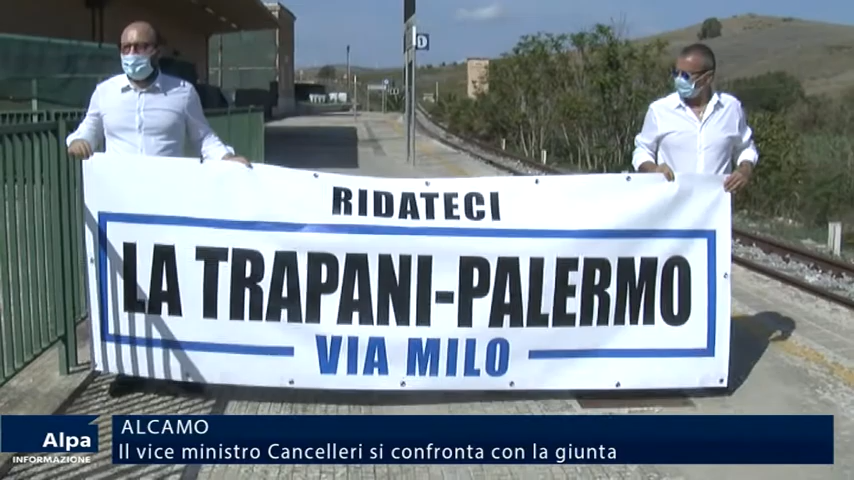 RIDATECI
LA TRAPANI-PALERMO
VIA MILO
ALCAMO
Il vice ministro Cancelleri si confronta con la giunta
Alpa
INFORMAZIONE